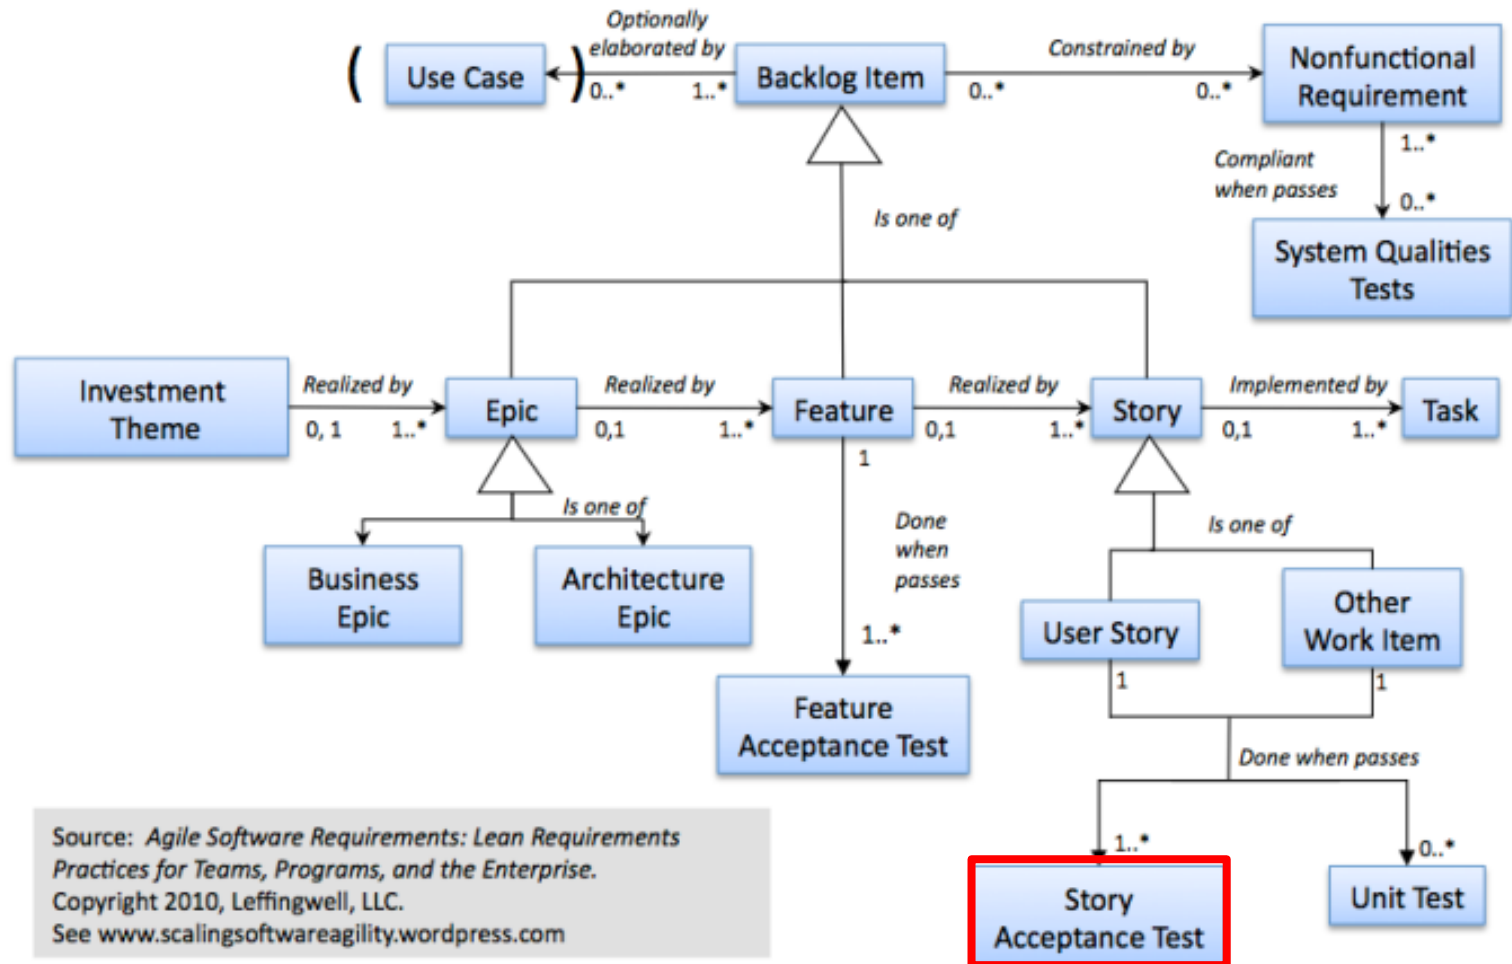 Optionally
elaborated by
( Use Case )
0..*
1..*
Backlog Item
Constrained by
0..*
0..*
Nonfunctional
Requirement
1..*
Compliant
when passes
0..*
System Qualities
Tests
Is one of
Investment
Theme
Realized by
0, 1
1..*
Epic
Realized by
0,1
1..*
Feature
Realized by
0,1
1..*
Story
Implemented by
0,1
1..*
Task
Is one of
Business
Epic
Architecture
Epic
1
Done
when
passes
1..*
Feature
Acceptance Test
Is one of
User Story
1
Other
Work Item
1
Done when passes
1..*
Story
Acceptance Test
0..*
Unit Test
Source: Agile Software Requirements: Lean Requirements
Practices for Teams, Programs, and the Enterprise.
Copyright 2010, Leffingwell, LLC.
See www.scalingsoftwareagility.wordpress.com